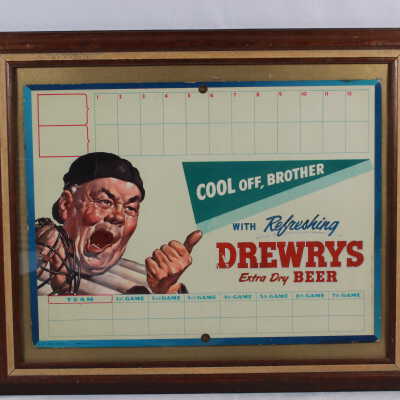 1 2 3 4 5 6 7 8 9 10 11 12
COOL OFF, BROTHER
WITH Refreshing
DREWRYS
Extra Dry BEER
TEAM 1ST GAME 2ND GAME 3RD GAME 4TH GAME 5TH GAME 6TH GAME 7TH GAME